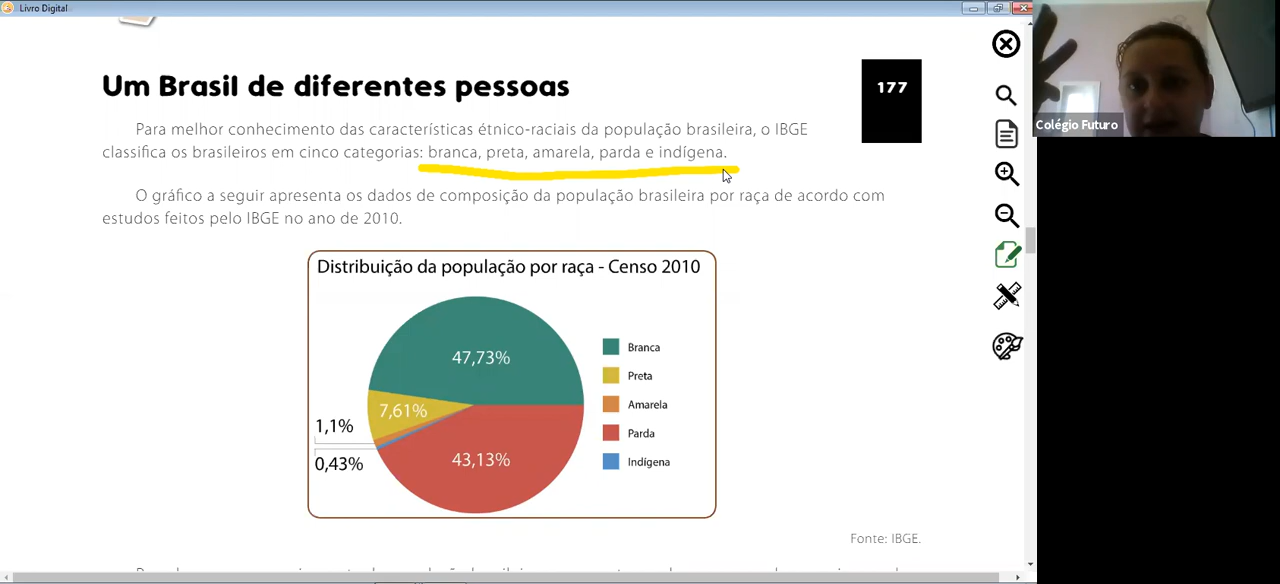 Livro Digital
Um Brasil de diferentes pessoas
177
Para melhor conhecimento das características étnico-raciais da população brasileira, o IBGE
classifica os brasileiros em cinco categorias: branca, preta, amarela, parda e indígena.
O gráfico a seguir apresenta os dados de composição da população brasileira por raça de acordo com
estudos feitos pelo IBGE no ano de 2010.
Distribuição da população por raça - Censo 2010
47,73%
7,61%
1,1%
0,43%
43,13%
Branca
Preta
Amarela
Parda
Indígena
Fonte: IBGE.
Colégio Futuro